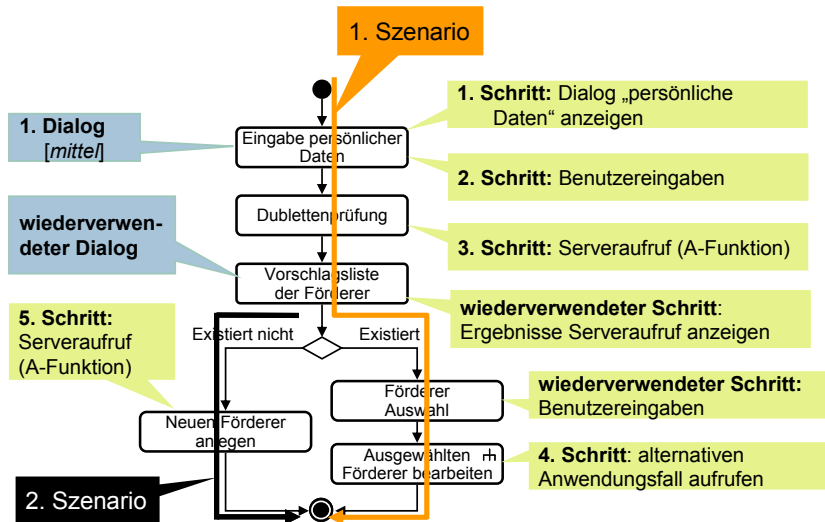 1. Szenario
1. Schritt: Dialog „persönliche
Daten“ anzeigen
1. Dialog
[mittel]
Eingabe persönlicher
Daten
2. Schritt: Benutzereingaben
Dublettenprüfung
wiederverwen-
deter Dialog
3. Schritt: Serveraufruf (A-Funktion)
Vorschlagsliste
der Förderer
wiederverwendeter Schritt:
Ergebnisse Serveraufruf anzeigen
5. Schritt:
Serveraufruf
(A-Funktion)
Existiert nicht
Existiert
Förderer
Auswahl
wiederverwendeter Schritt:
Benutzereingaben
Neuen Förderer
anlegen
Ausgewählten
Förderer bearbeiten
4. Schritt: alternativen
Anwendungsfall aufrufen
2. Szenario